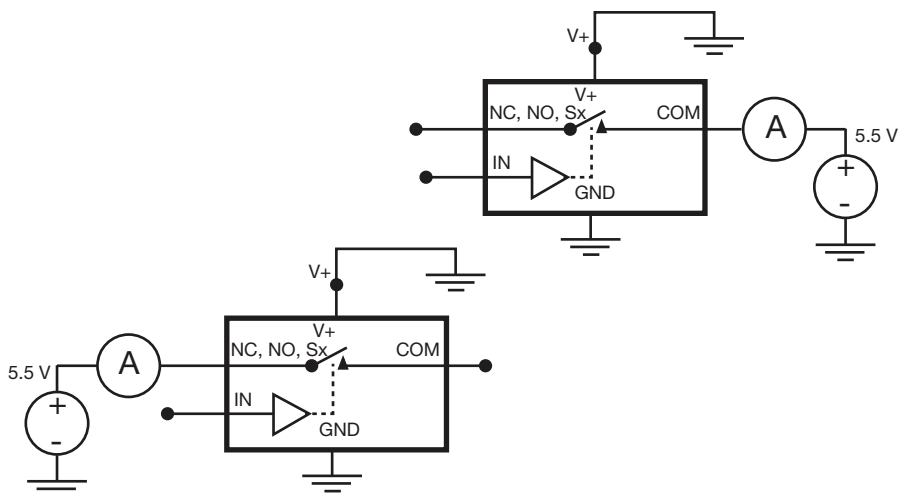 V+
V+
NC, NO, Sx
COM
A
5.5 V
+
-
IN
GND
V+
V+
NC, NO, Sx
COM
A
5.5 V
+
-
IN
GND